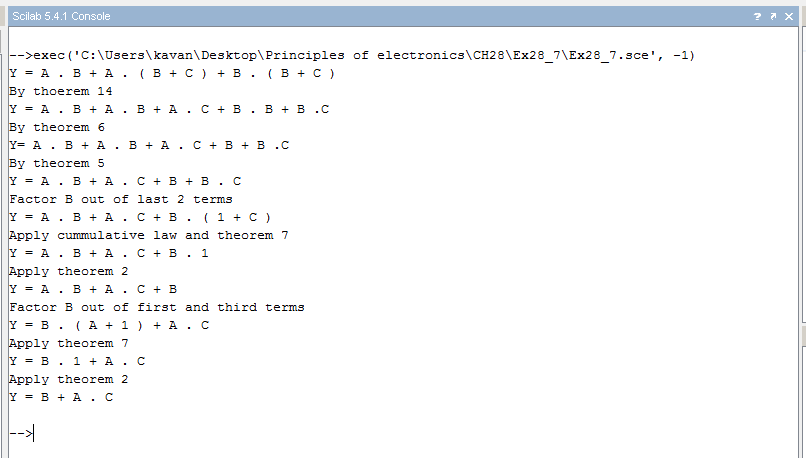 Scilab 5.4.1 Console
-->exec('C:\Users\kavan\Desktop\Principles of electronics\CH28\Ex28_7\Ex28_7.sce', -1)
Y = A . B + A . ( B + C ) + B . ( B + C )
By thoerem 14
Y = A . B + A . B + A . C + B . B + B .C
By theorem 6
Y= A . B + A . B + A . C + B + B .C
By theorem 5
Y = A . B + A . C + B + B . C
Factor B out of last 2 terms
Y = A . B + A . C + B . ( 1 + C )
Apply cummulative law and theorem 7
Y = A . B + A . C + B . 1
Apply theorem 2
Y = A . B + A . C + B
Factor B out of first and third terms
Y = B . ( A + 1 ) + A . C
Apply theorem 7
Y = B . 1 + A . C
Apply theorem 2
Y = B + A . C
-->